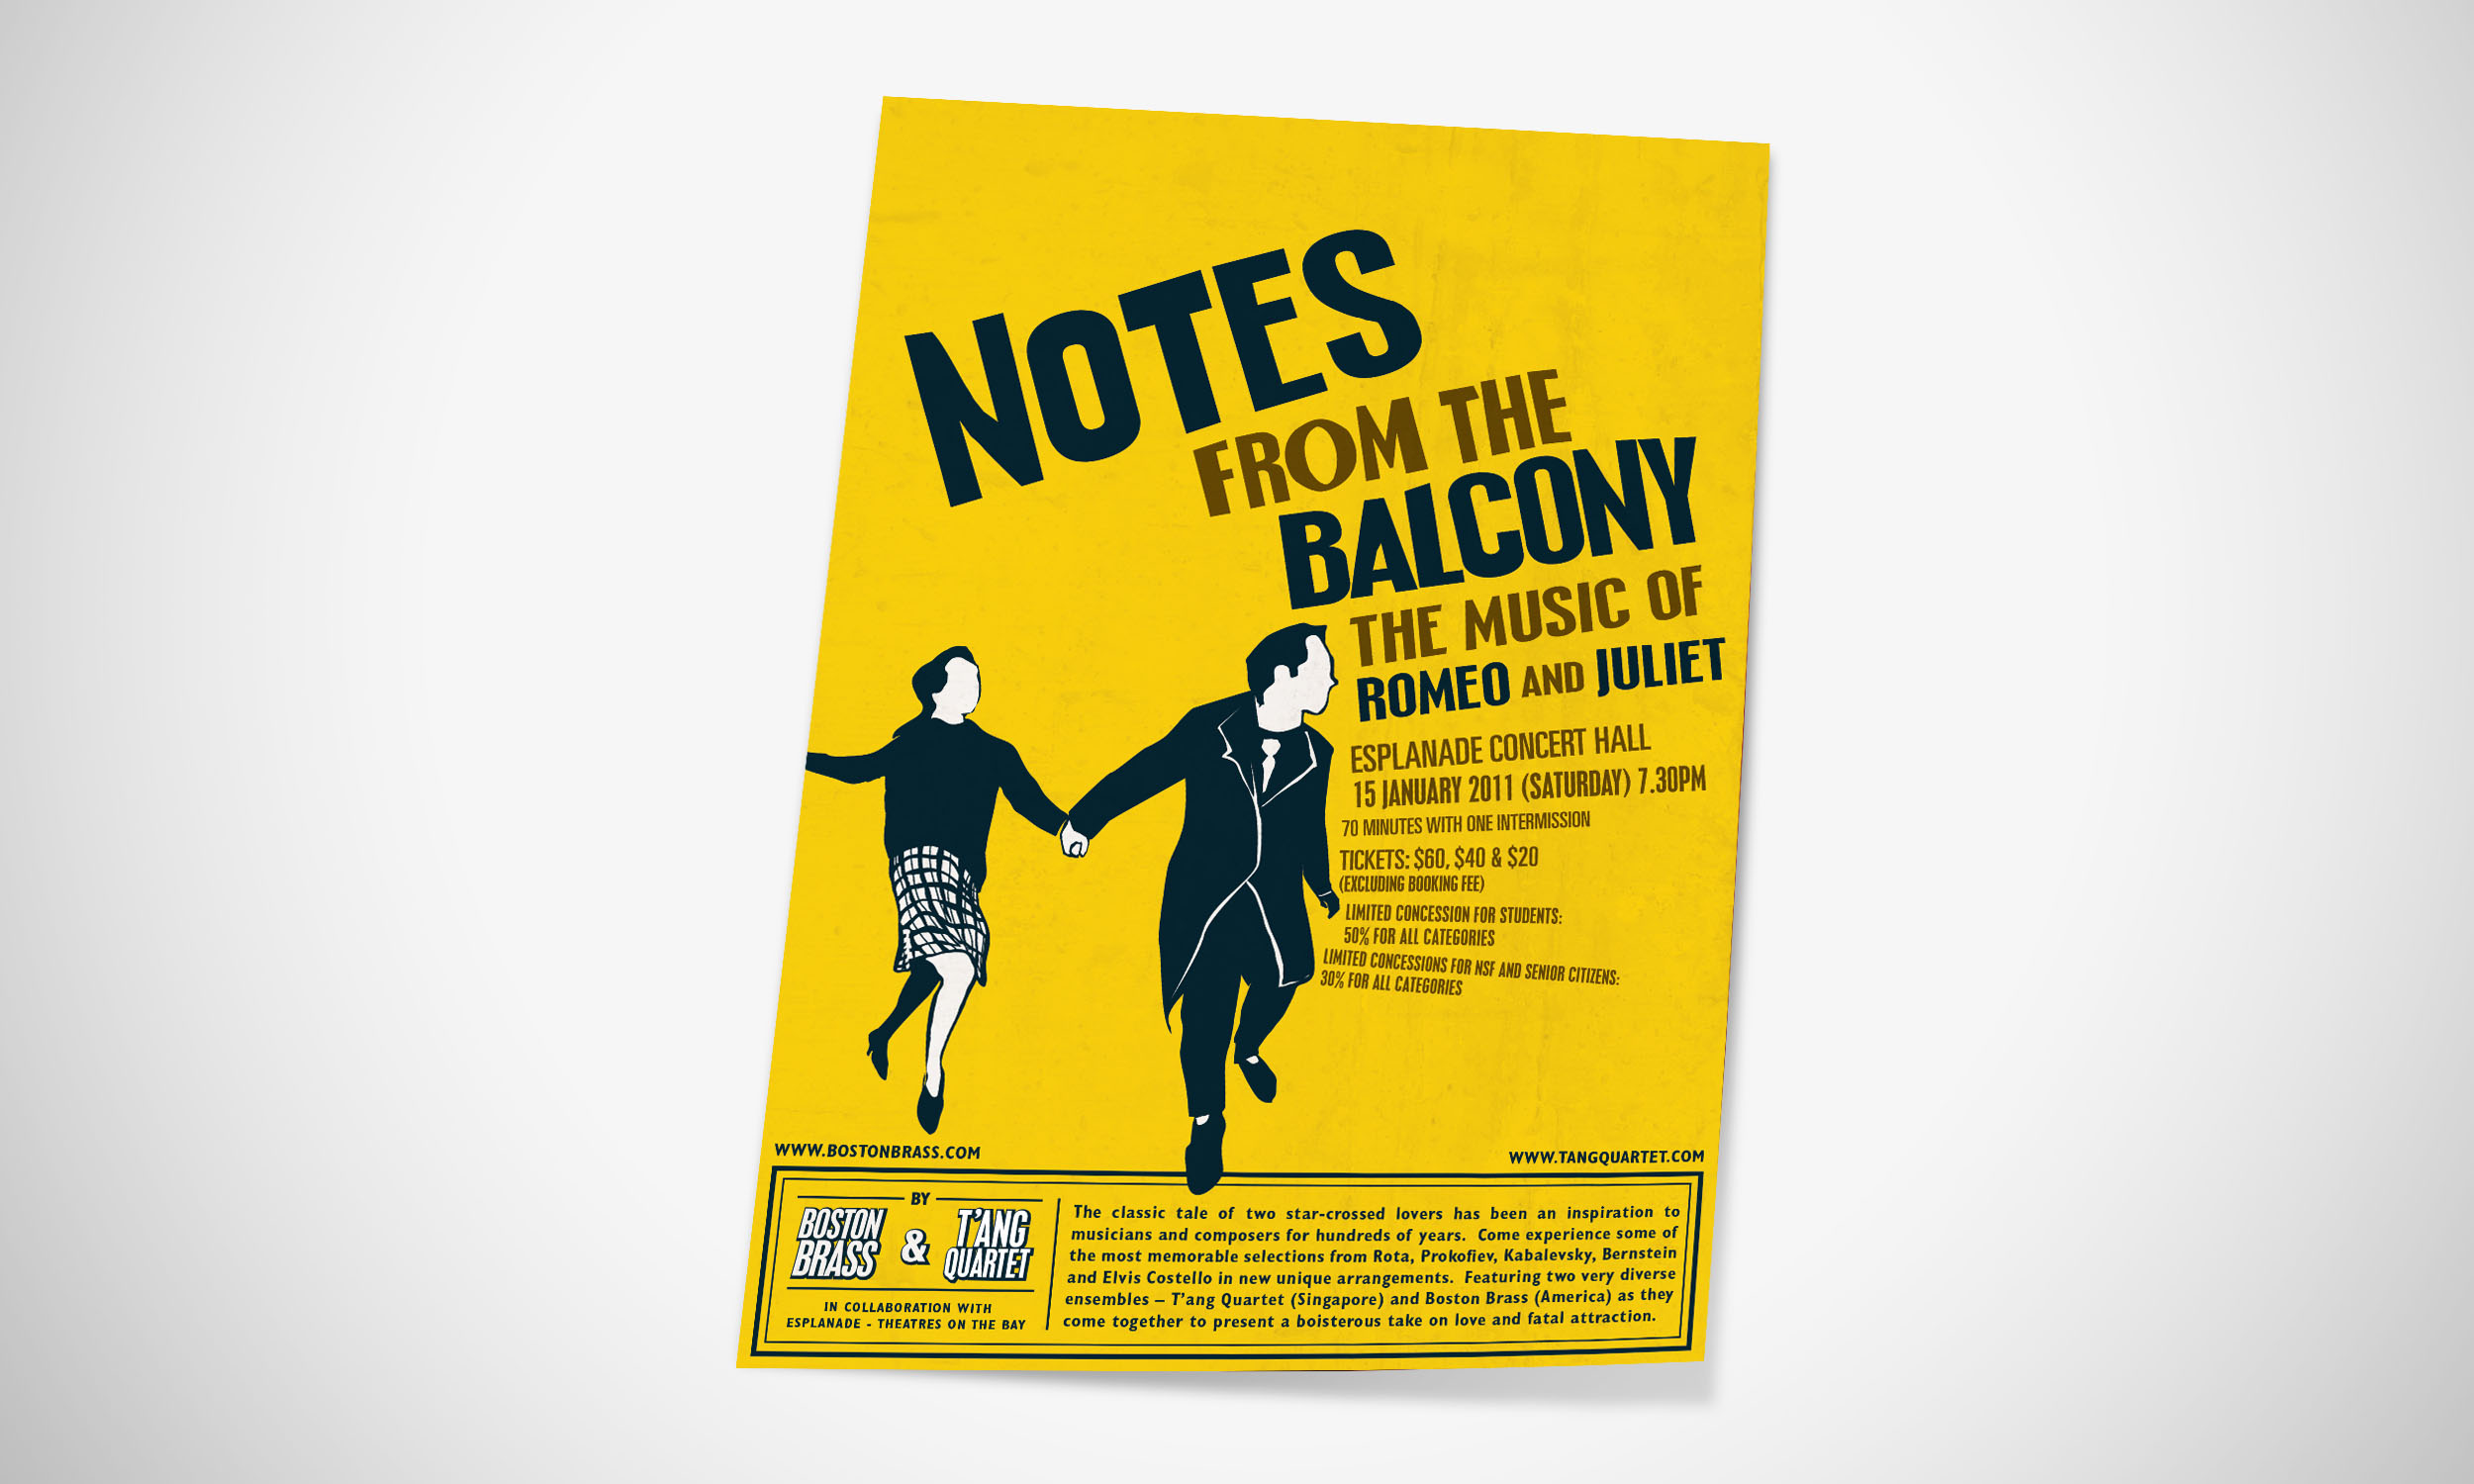 NOTES
FROM THE
BALCONY
THE MUSIC OF
ROMEO AND JULIET
ESPLANADE CONCERT HALL
15 JANUARY 2011 (SATURDAY) 7.30PM
70 MINUTES WITH ONE INTERMISSION
TICKETS: $60, $40 & $20
(EXCLUDING BOOKING FEE)
LIMITED CONCESSION FOR STUDENTS:
50% FOR ALL CATEGORIES
LIMITED CONCESSIONS FOR NSF AND SENIOR CITIZENS:
30% FOR ALL CATEGORIES
WWW.BOSTONBRASS.COM
WWW.TANGQUARTET.COM
BY
BOSTON
BRASS
&
T'ANG
QUARTET
IN COLLABORATION WITH
ESPLANADE - THEATRES ON THE BAY
The classic tale of two star-crossed lovers has been an inspiration to
musicians and composers for hundreds of years. Come experience some of
the most memorable selections from Rota, Prokofiev, Kabalevsky, Bernstein
and Elvis Costello in new unique arrangements. Featuring two very diverse
ensembles – T'ang Quartet (Singapore) and Boston Brass (America) as they
come together to present a boisterous take on love and fatal attraction.